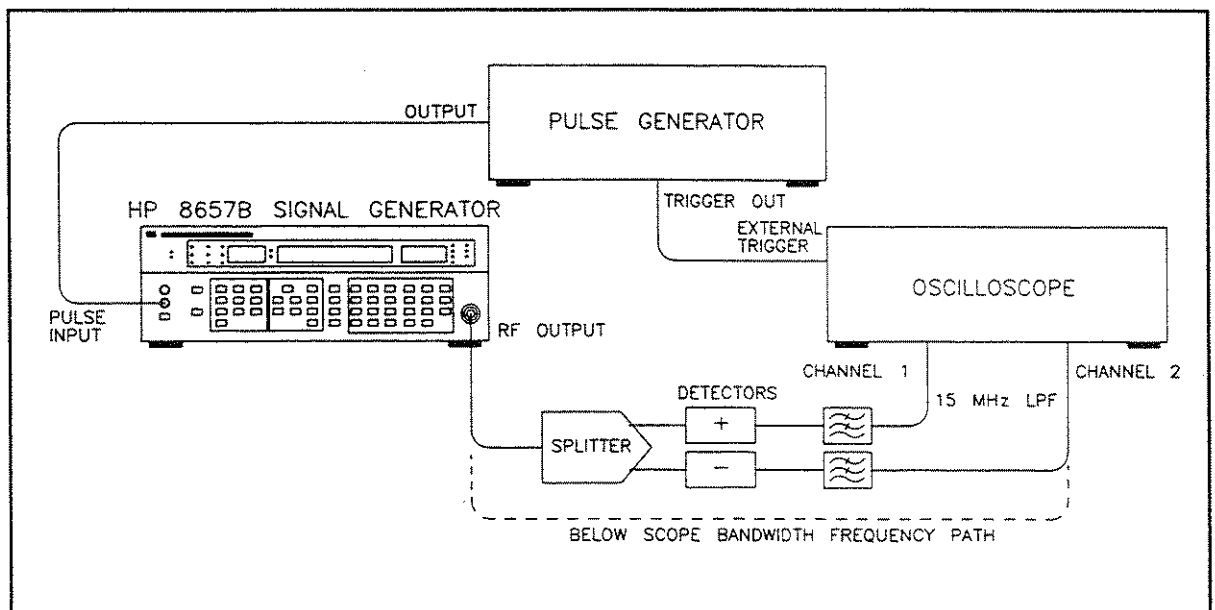 OUTPUT
PULSE GENERATOR
TRIGGER OUT
HP 8657B SIGNAL GENERATOR
EXTERNAL
TRIGGER
OSCILLOSCOPE
PULSE
INPUT
RF OUTPUT
CHANNEL 1
CHANNEL 2
DETECTORS
15 MHz LPF
+
SPLITTER
−
BELOW SCOPE BANDWIDTH FREQUENCY PATH